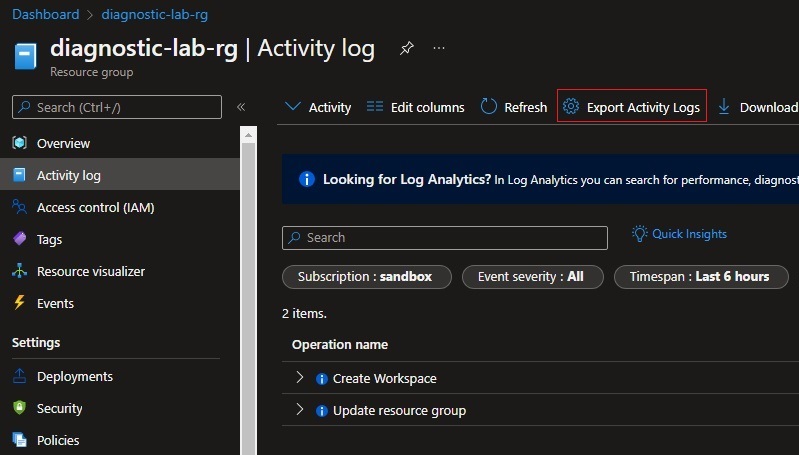 Dashboard > diagnostic-lab-rg
diagnostic-lab-rg | Activity log ...
Resource group
Search (Ctrl+/) «
Activity Edit columns Refresh Export Activity Logs Download
Overview
Activity log
Access control (IAM)
Tags
Resource visualizer
Events
Settings
Deployments
Security
Policies
Looking for Log Analytics? In Log Analytics you can search for performance, diagnost
Search Quick Insights
Subscription : sandbox Event severity : All Timespan : Last 6 hours
2 items.
Operation name
Create Workspace
Update resource group